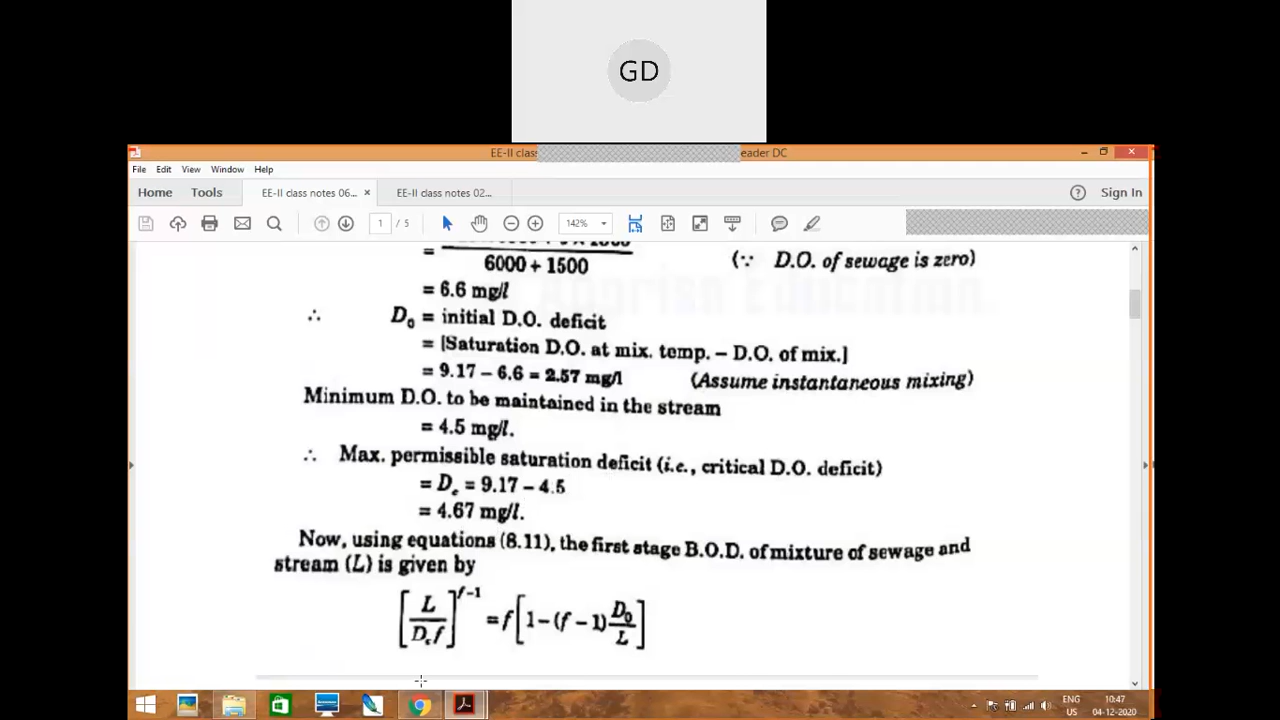 GD
EE-II class
eader DC
File Edit View Window Help
Home Tools EE-II class notes 06... × EE-II class notes 02... Sign In
1 / 5 142%
=
6000 + 1500
(∵ D.O. of sewage is zero)
= 6.6 mg/l
∴ D₀ = initial D.O. deficit
= [Saturation D.O. at mix. temp. – D.O. of mix.]
= 9.17 – 6.6 = 2.57 mg/l (Assume instantaneous mixing)
Minimum D.O. to be maintained in the stream
= 4.5 mg/l.
∴ Max. permissible saturation deficit (i.e., critical D.O. deficit)
= D_c = 9.17 – 4.5
= 4.67 mg/l.
Now, using equations (8.11), the first stage B.O.D. of mixture of sewage and
stream (L) is given by
[L / D_c f]^(f–1) = f [1 – (f – 1) D₀ / L]
ENG 10:47
US 04-12-2020